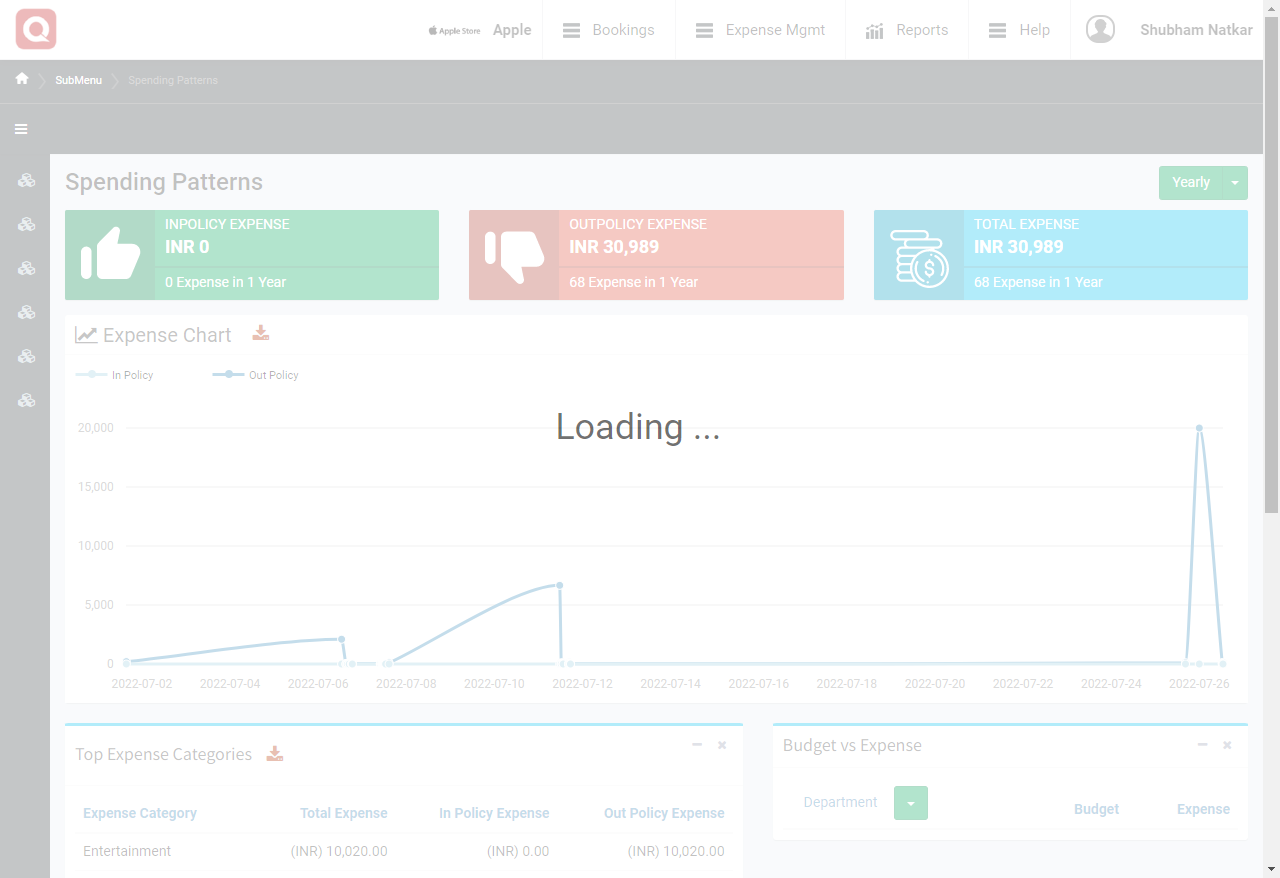 Apple Store Apple Bookings Expense Mgmt Reports Help Shubham Natkar
SubMenu Spending Patterns
Spending Patterns Yearly
INPOLICY EXPENSE
INR 0
0 Expense in 1 Year
OUTPOLICY EXPENSE
INR 30,989
68 Expense in 1 Year
TOTAL EXPENSE
INR 30,989
68 Expense in 1 Year
Expense Chart
In Policy Out Policy
Loading ...
20,000
15,000
10,000
5,000
0
2022-07-02 2022-07-04 2022-07-06 2022-07-08 2022-07-10 2022-07-12 2022-07-14 2022-07-16 2022-07-18 2022-07-20 2022-07-22 2022-07-24 2022-07-26
Top Expense Categories
Expense Category Total Expense In Policy Expense Out Policy Expense
Entertainment (INR) 10,020.00 (INR) 0.00 (INR) 10,020.00
Budget vs Expense
Department Budget Expense